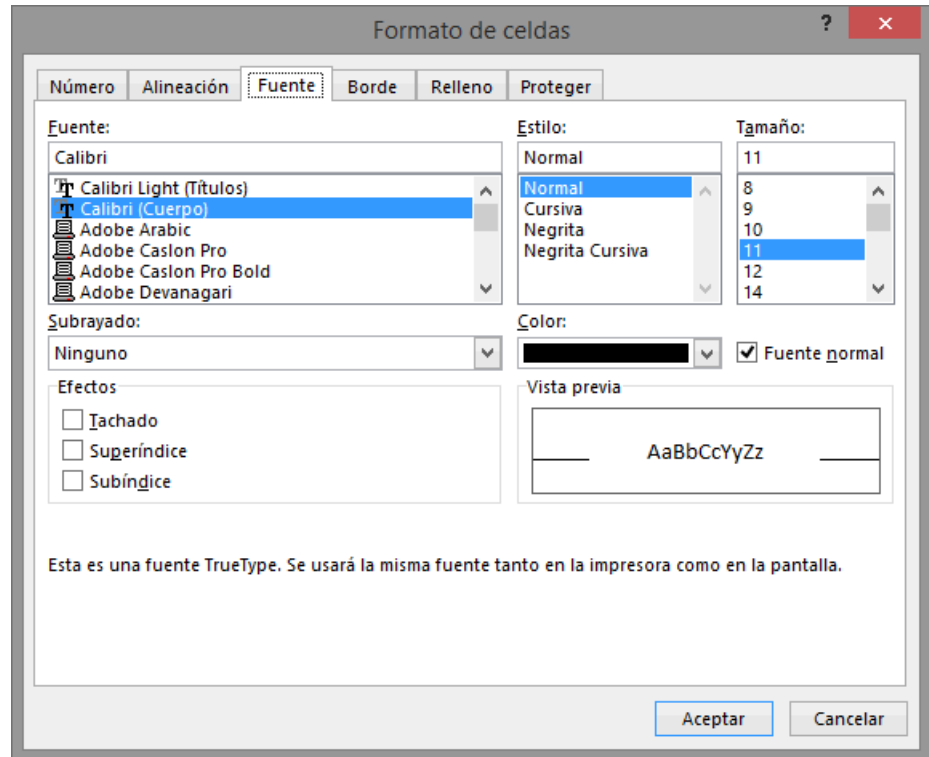 Formato de celdas
?
Número Alineación Fuente Borde Relleno Proteger
Fuente: Estilo: Tamaño:
Calibri Normal 11
Calibri Light (Títulos) Normal 8
Calibri (Cuerpo) Cursiva 9
Adobe Arabic Negrita 10
Adobe Caslon Pro Negrita Cursiva 11
Adobe Caslon Pro Bold 12
Adobe Devanagari 14
Subrayado: Color:
Ninguno Fuente normal
Efectos Vista previa
Tachado
Superíndice AaBbCcYyZz
Subíndice
Esta es una fuente TrueType. Se usará la misma fuente tanto en la impresora como en la pantalla.
Aceptar Cancelar